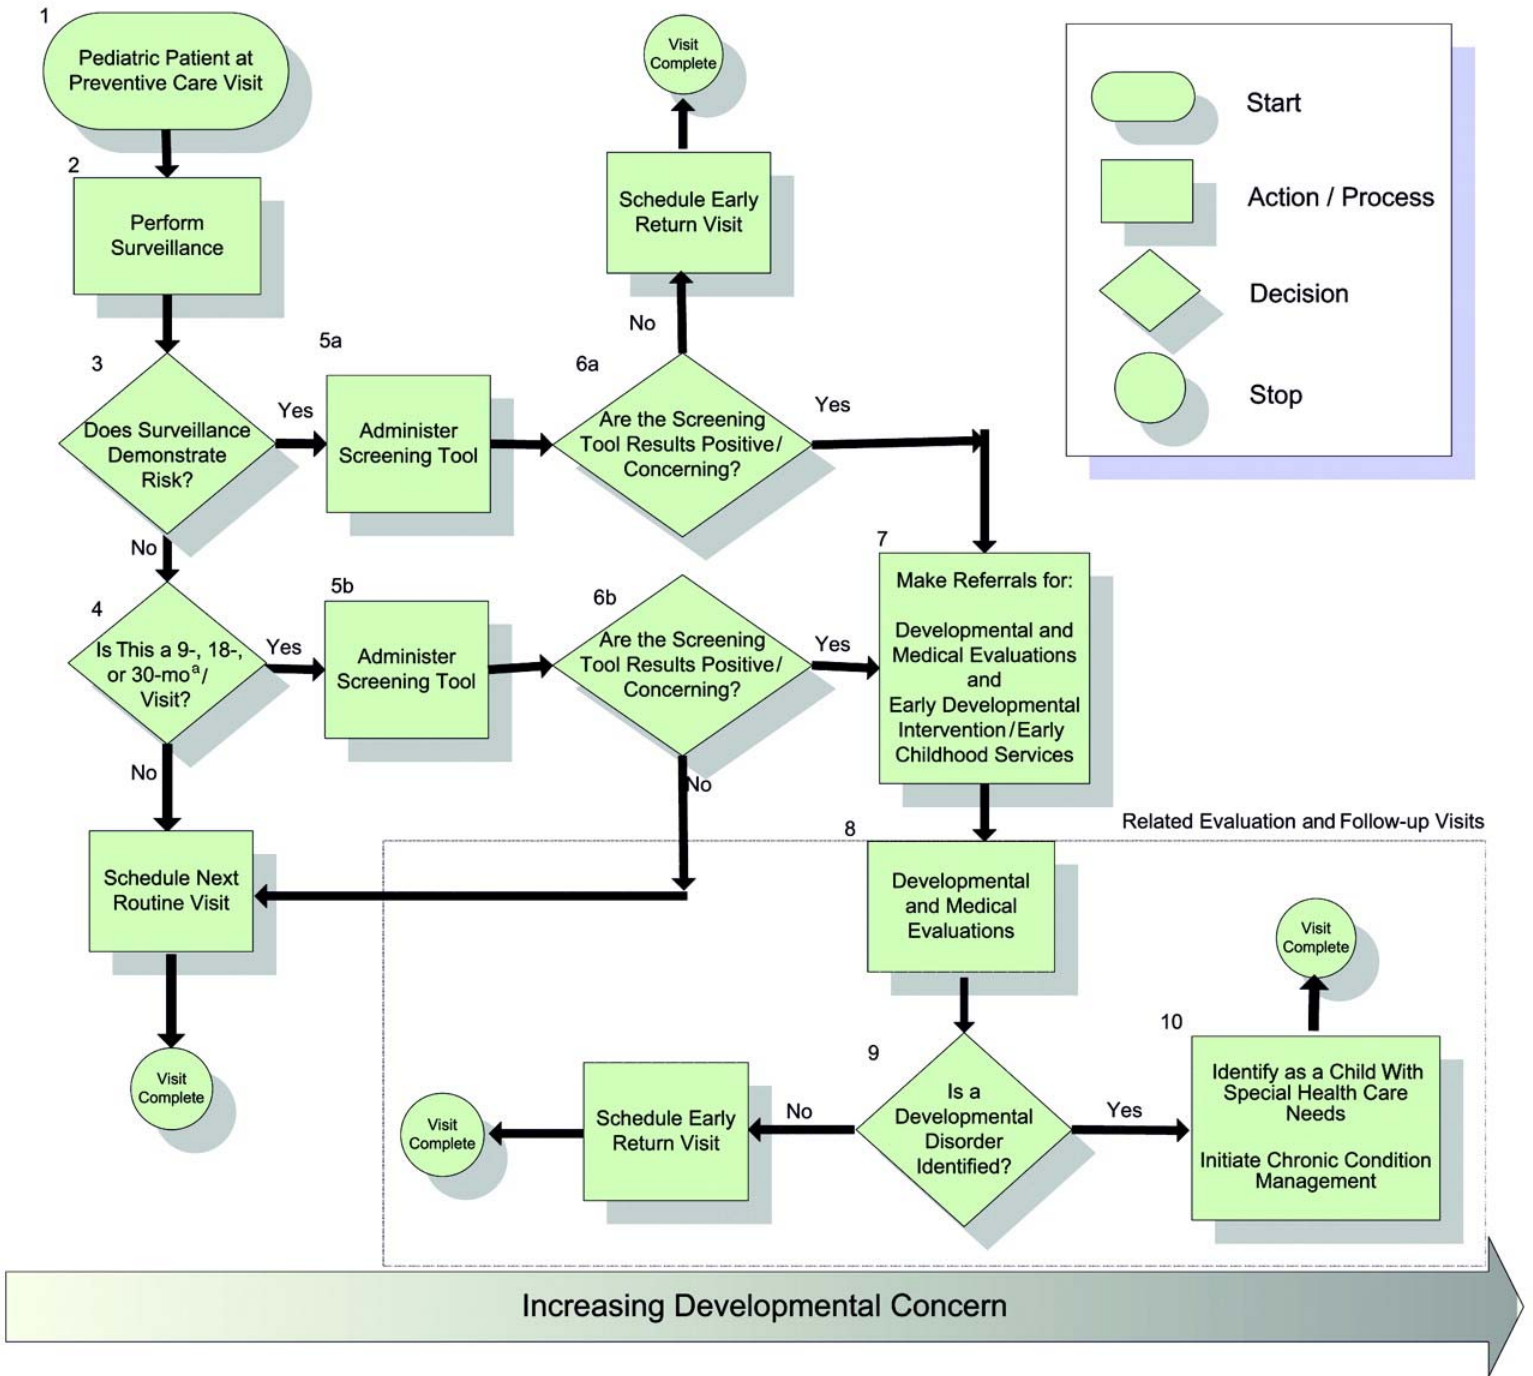 1
Pediatric Patient at
Preventive Care Visit
2
Perform
Surveillance
3
Does Surveillance
Demonstrate
Risk?
Yes
No
5a
Administer
Screening Tool
6a
Are the Screening
Tool Results Positive/
Concerning?
No
Yes
Schedule Early
Return Visit
Visit
Complete
Start
Action / Process
Decision
Stop
4
Is This a 9-, 18-,
or 30-moᵃ/
Visit?
Yes
No
5b
Administer
Screening Tool
6b
Are the Screening
Tool Results Positive/
Concerning?
Yes
No
7
Make Referrals for:
Developmental and
Medical Evaluations
and
Early Developmental
Intervention/Early
Childhood Services
Schedule Next
Routine Visit
Visit
Complete
Related Evaluation and Follow-up Visits
8
Developmental
and Medical
Evaluations
9
Is a
Developmental
Disorder
Identified?
No
Schedule Early
Return Visit
Visit
Complete
Yes
10
Identify as a Child With
Special Health Care
Needs
Initiate Chronic Condition
Management
Visit
Complete
Increasing Developmental Concern